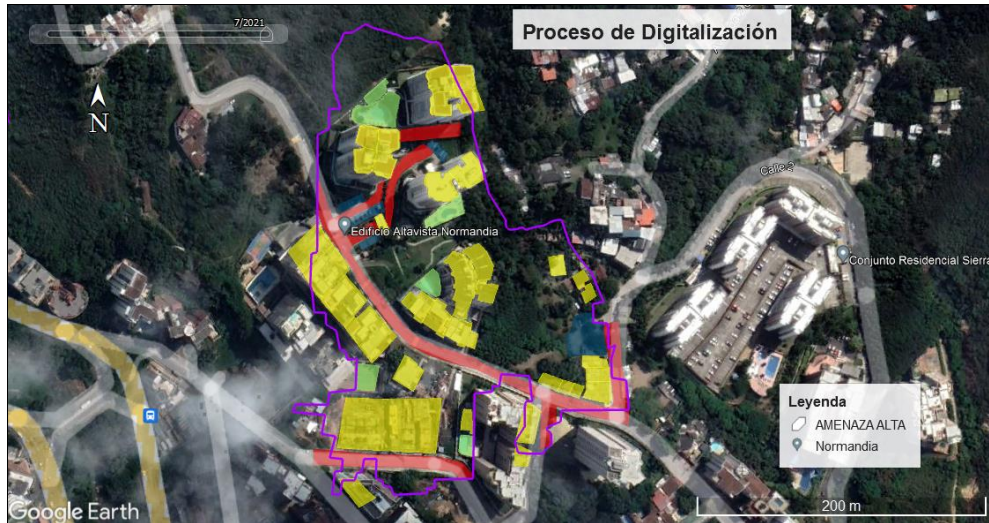 7/2021
Proceso de Digitalización
N
Calle 2
Edificio Altavista Normandia
Conjunto Residencial Sierra
Leyenda
AMENAZA ALTA
Normandia
200 m
Google Earth